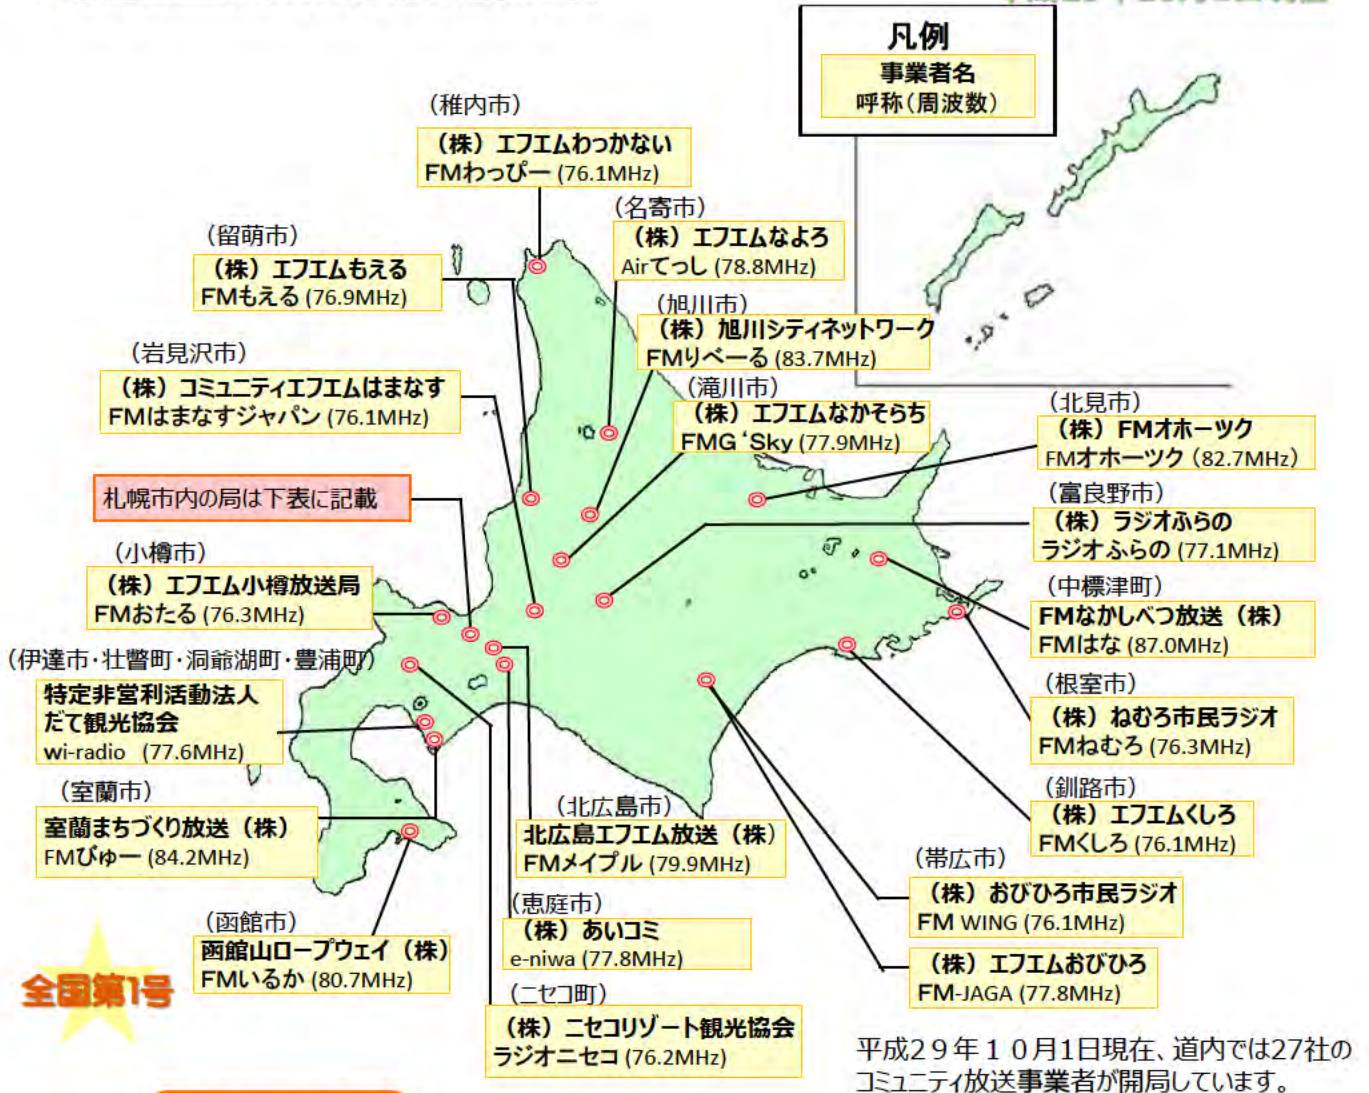 凡例
事業者名
呼称（周波数）
（稚内市）
（株）エフエムわっかない
FMわっぴー (76.1MHz)
（名寄市）
（株）エフエムなよろ
Airてっし (78.8MHz)
（留萌市）
（株）エフエムもえる
FMもえる (76.9MHz)
（旭川市）
（株）旭川シティネットワーク
FMりべーる (83.7MHz)
（岩見沢市）
（株）コミュニティエフエムはまなす
FMはまなすジャパン (76.1MHz)
（滝川市）
（株）エフエムなかそらち
FMG‘Sky (77.9MHz)
（北見市）
（株）FMオホーツク
FMオホーツク（82.7MHz）
札幌市内の局は下表に記載
（富良野市）
（株）ラジオふらの
ラジオふらの (77.1MHz)
（小樽市）
（株）エフエム小樽放送局
FMおたる (76.3MHz)
（中標津町）
FMなかしべつ放送（株）
FMはな (87.0MHz)
（伊達市・壮瞥町・洞爺湖町・豊浦町）
特定非営利活動法人
だて観光協会
wi-radio (77.6MHz)
（根室市）
（株）ねむろ市民ラジオ
FMねむろ (76.3MHz)
（室蘭市）
室蘭まちづくり放送（株）
FMびゅー (84.2MHz)
（北広島市）
北広島エフエム放送（株）
FMメイプル (79.9MHz)
（釧路市）
（株）エフエムくしろ
FMくしろ (76.1MHz)
（帯広市）
（株）おびひろ市民ラジオ
FM WING (76.1MHz)
（恵庭市）
（株）あいコミ
e-niwa (77.8MHz)
（函館市）
函館山ロープウェイ（株）
FMいるか (80.7MHz)
全国第1号
（株）エフエムおびひろ
FM-JAGA (77.8MHz)
（ニセコ町）
（株）ニセコリゾート観光協会
ラジオニセコ (76.2MHz)
平成２９年１０月1日現在、道内では27社の
コミュニティ放送事業者が開局しています。